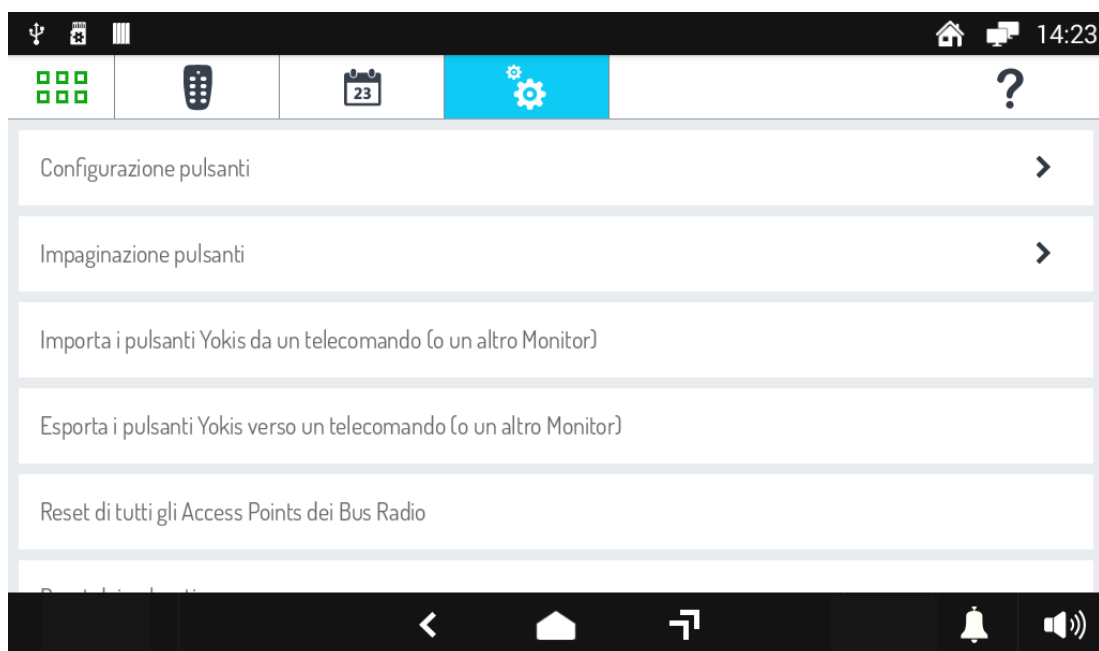 14:23
23
?
Configurazione pulsanti
Impaginazione pulsanti
Importa i pulsanti Yokis da un telecomando (o un altro Monitor)
Esporta i pulsanti Yokis verso un telecomando (o un altro Monitor)
Reset di tutti gli Access Points dei Bus Radio